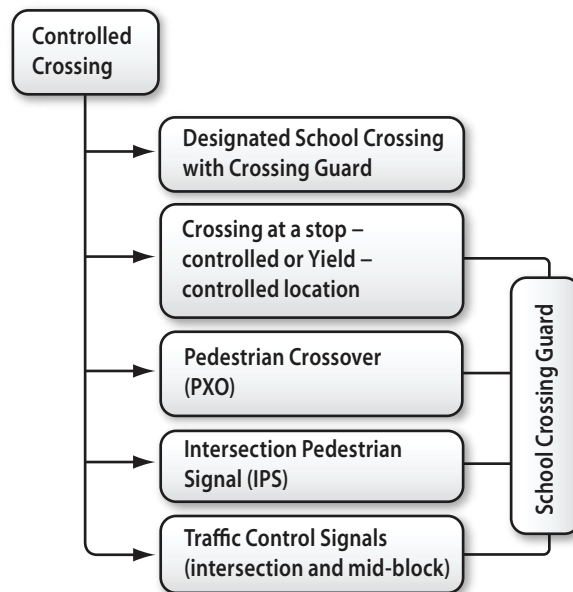 Controlled
Crossing
Designated School Crossing
with Crossing Guard
Crossing at a stop –
controlled or Yield –
controlled location
Pedestrian Crossover
(PXO)
Intersection Pedestrian
Signal (IPS)
Traffic Control Signals
(intersection and mid-block)
School Crossing Guard